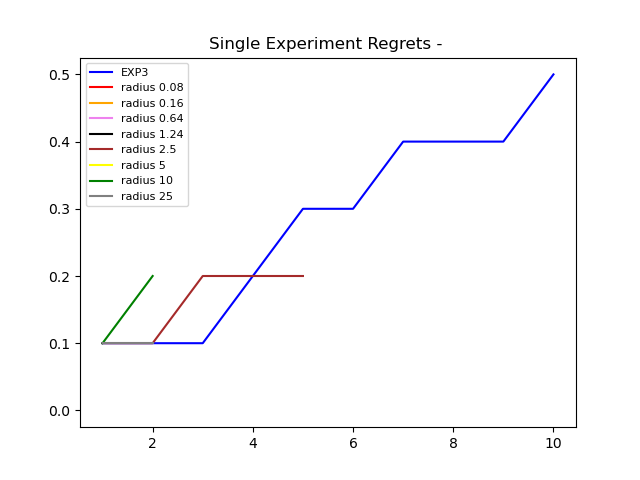 Single Experiment Regrets -
EXP3
radius 0.08
radius 0.16
radius 0.64
radius 1.24
radius 2.5
radius 5
radius 10
radius 25
0.5
0.4
0.3
0.2
0.1
0.0
2 4 6 8 10